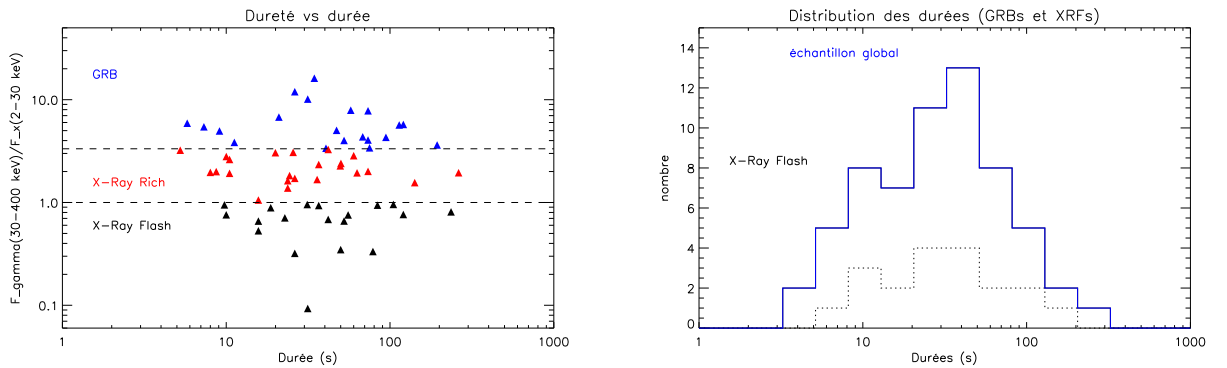 Dureté vs durée
F_gamma(30-400 keV)/F_x(2-30 keV)
10.0
1.0
0.1
GRB
X-Ray Rich
X-Ray Flash
1
10
100
1000
Durée (s)
Distribution des durées (GRBs et XRFs)
nombre
14
12
10
8
6
4
2
0
échantillon global
X-Ray Flash
1
10
100
1000
Durées (s)